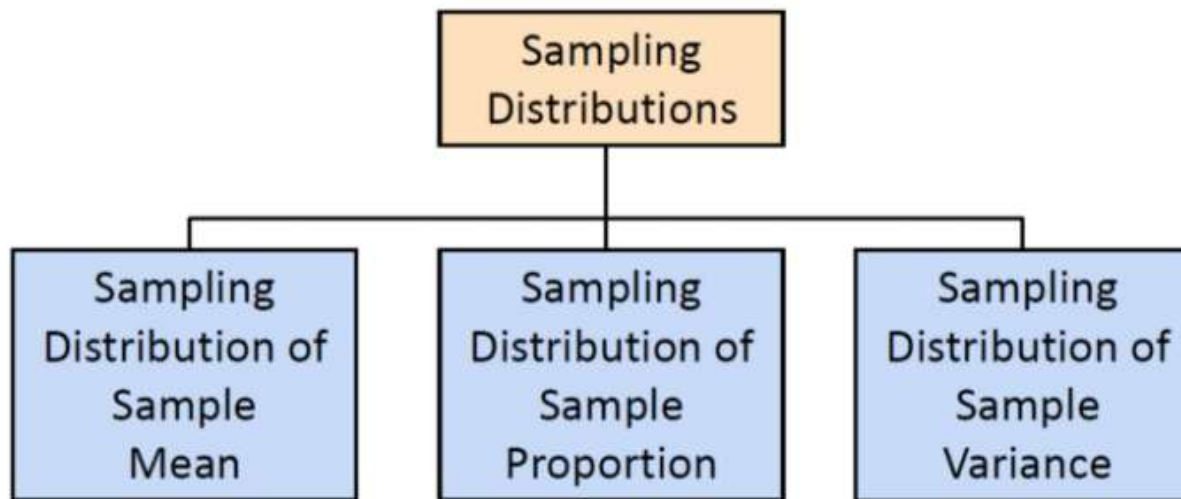 Sampling
Distributions
Sampling
Distribution of
Sample
Mean
Sampling
Distribution of
Sample
Proportion
Sampling
Distribution of
Sample
Variance